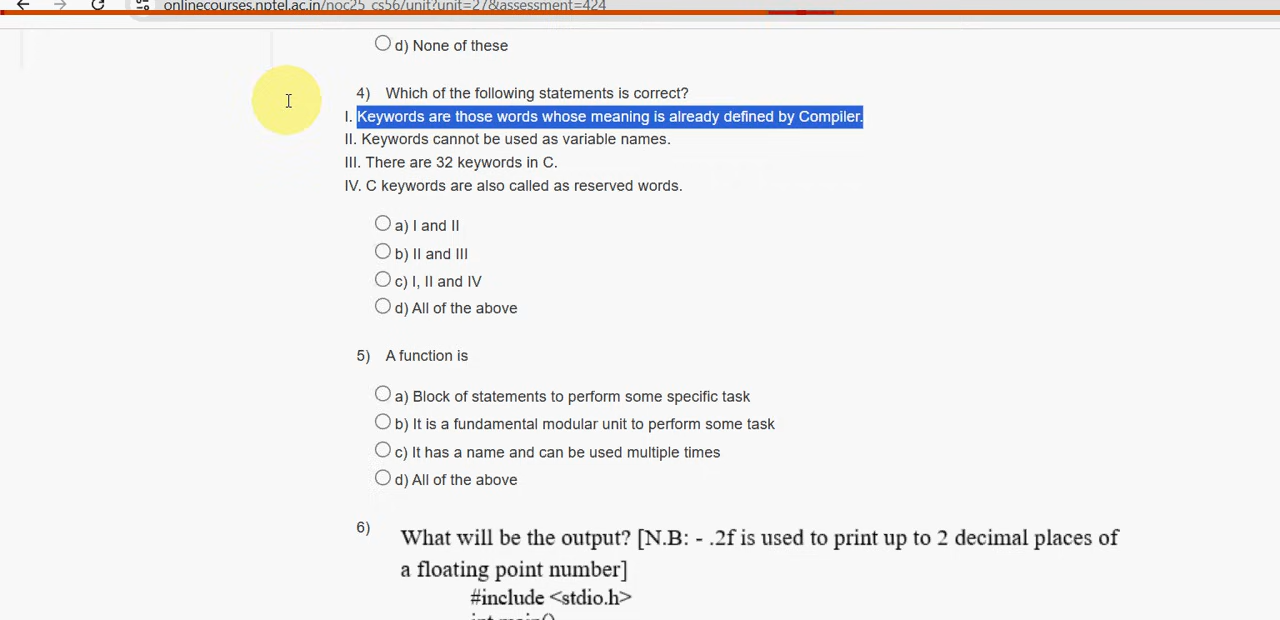 onlinecourses.nptel.ac.in/noc25_cs56/unit?unit=27&assessment=424
d) None of these
4) Which of the following statements is correct?
I. Keywords are those words whose meaning is already defined by Compiler.
II. Keywords cannot be used as variable names.
III. There are 32 keywords in C.
IV. C keywords are also called as reserved words.
a) I and II
b) II and III
c) I, II and IV
d) All of the above
5) A function is
a) Block of statements to perform some specific task
b) It is a fundamental modular unit to perform some task
c) It has a name and can be used multiple times
d) All of the above
6) What will be the output? [N.B: - .2f is used to print up to 2 decimal places of
a floating point number]
#include <stdio.h>
int main()